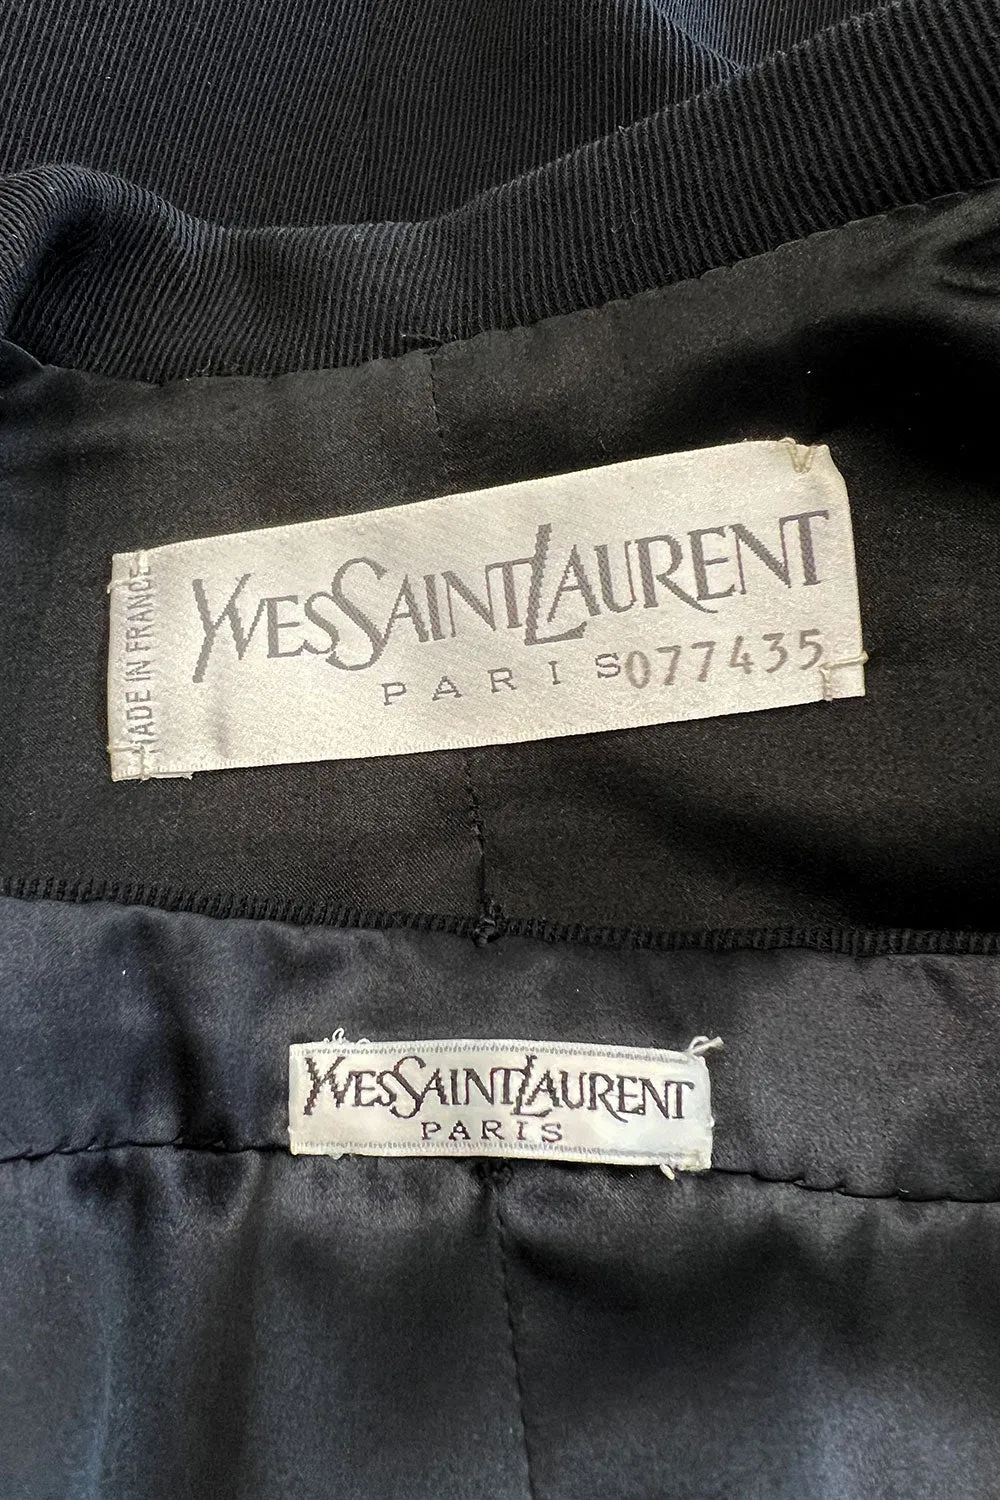 YVESSAINTLAURENT
PARIS 077435
MADE IN FRANCE
YVESSAINTLAURENT
PARIS